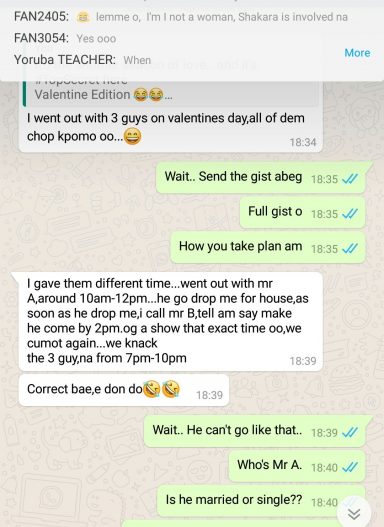 FAN2405: 😂 lemme o, I'm I not a woman, Shakara is involved na
FAN3054: Yes ooo
Yoruba TEACHER: When
More
#TopSecret here
Valentine Edition 😂😂...
I went out with 3 guys on valentines day,all of dem
chop kpomo oo...😄
18:34
Wait.. Send the gist abeg 18:35
Full gist o 18:35
How you take plan am 18:35
I gave them different time...went out with mr
A,around 10am-12pm...he go drop me for house,as
soon as he drop me,i call mr B,tell am say make
he come by 2pm.og a show that exact time oo,we
cumot again...we knack
the 3 guy,na from 7pm-10pm
18:39
Correct bae,e don do🤣🤣 18:39
Wait.. He can't go like that.. 18:39
Who's Mr A. 18:40
Is he married or single?? 18:40